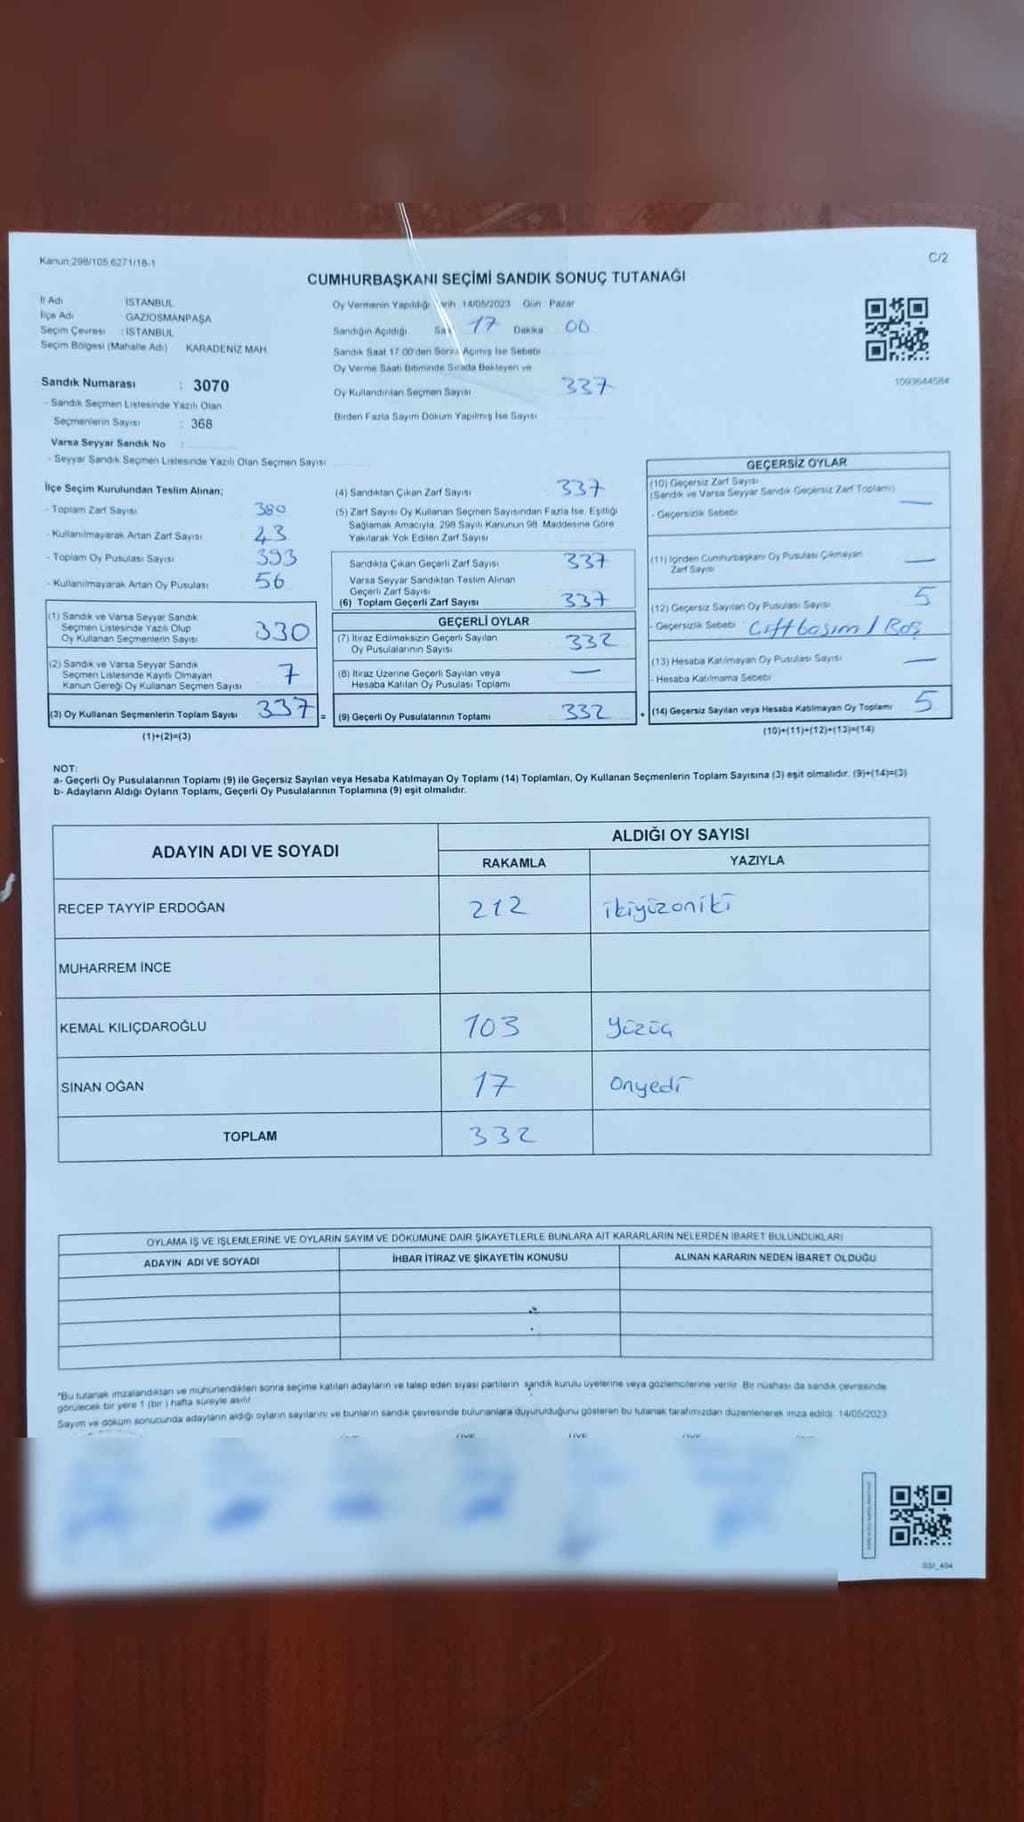 Kanun:298/105,6271/18-1
C/2
CUMHURBAŞKANI SEÇİMİ SANDIK SONUÇ TUTANAĞI
İl Adı İSTANBUL
İlçe Adı GAZİOSMANPAŞA
Seçim Çevresi : İSTANBUL
Seçim Bölgesi (Mahalle Adı) KARADENİZ MAH.
Sandık Numarası : 3070
- Sandık Seçmen Listesinde Yazılı Olan
Seçmenlerin Sayısı : 368
Varsa Seyyar Sandık No :
- Seyyar Sandık Seçmen Listesinde Yazılı Olan Seçmen Sayısı
Oy Vermenin Yapıldığı 14/05/2023 Gün Pazar
Sandığın Açıldığı Sa 17 Dakika 00
Sandık Saat 17:00'den Sonra Açılmış İse Sebebi
Oy Verme Saati Bitiminde Sırada Bekleyen ve
Oy Kullandırılan Seçmen Sayısı 337
Birden Fazla Sayım Döküm Yapılmış İse Sayısı
1093644584
İlçe Seçim Kurulundan Teslim Alınan;
- Toplam Zarf Sayısı 380
- Kullanılmayarak Artan Zarf Sayısı 43
- Toplam Oy Pusulası Sayısı 393
- Kullanılmayarak Artan Oy Pusulası 56
(1) Sandık ve Varsa Seyyar Sandık
Seçmen Listesinde Yazılı Olup
Oy Kullanan Seçmenlerin Sayısı 330
(2) Sandık ve Varsa Seyyar Sandık
Seçmen Listesinde Kayıtlı Olmayan
Kanun Gereği Oy Kullanan Seçmen Sayısı 7
(3) Oy Kullanan Seçmenlerin Toplam Sayısı 337 =
(1)+(2)=(3)
(4) Sandıktan Çıkan Zarf Sayısı 337
(5) Zarf Sayısı Oy Kullanan Seçmen Sayısından Fazla İse, Eşitliği
Sağlamak Amacıyla, 298 Sayılı Kanunun 98. Maddesine Göre
Yakılarak Yok Edilen Zarf Sayısı
Sandıkta Çıkan Geçerli Zarf Sayısı 337
Varsa Seyyar Sandıktan Teslim Alınan
Geçerli Zarf Sayısı
(6) Toplam Geçerli Zarf Sayısı 337
GEÇERLİ OYLAR
(7) İtiraz Edilmeksizin Geçerli Sayılan
Oy Pusulalarının Sayısı 332
(8) İtiraz Üzerine Geçerli Sayılan veya
Hesaba Katılan Oy Pusulası Toplamı —
(9) Geçerli Oy Pusulalarının Toplamı 332 +
GEÇERSİZ OYLAR
(10) Geçersiz Zarf Sayısı
(Sandık ve Varsa Seyyar Sandık Geçersiz Zarf Toplamı) —
- Geçersizlik Sebebi
(11) İçinden Cumhurbaşkanı Oy Pusulası Çıkmayan
Zarf Sayısı —
(12) Geçersiz Sayılan Oy Pusulası Sayısı 5
- Geçersizlik Sebebi Çift basım / Boş
(13) Hesaba Katılmayan Oy Pusulası Sayısı —
- Hesaba Katılmama Sebebi
(14) Geçersiz Sayılan veya Hesaba Katılmayan Oy Toplamı 5
(10)+(11)+(12)+(13)=(14)
NOT:
a- Geçerli Oy Pusulalarının Toplamı (9) ile Geçersiz Sayılan veya Hesaba Katılmayan Oy Toplamı (14) Toplamları, Oy Kullanan Seçmenlerin Toplam Sayısına (3) eşit olmalıdır. (9)+(14)=(3)
b- Adayların Aldığı Oyların Toplamı, Geçerli Oy Pusulalarının Toplamına (9) eşit olmalıdır.
ADAYIN ADI VE SOYADI
ALDIĞI OY SAYISI
RAKAMLA YAZIYLA
RECEP TAYYİP ERDOĞAN 212 ikiyüzoniki
MUHARREM İNCE
KEMAL KILIÇDAROĞLU 103 yüzüç
SİNAN OĞAN 17 Onyedi
TOPLAM 332
OYLAMA İŞ VE İŞLEMLERİNE VE OYLARIN SAYIM VE DÖKÜMÜNE DAİR ŞİKAYETLERLE BUNLARA AİT KARARLARIN NELERDEN İBARET BULUNDUKLARI
ADAYIN ADI VE SOYADI İHBAR İTİRAZ VE ŞİKAYETİN KONUSU ALINAN KARARIN NEDEN İBARET OLDUĞU
"Bu tutanak imzalandıktan ve mühürlendikten sonra seçime katılan adayların ve talep eden siyasi partilerin sandık kurulu üyelerine veya gözlemcilerine verilir. Bir nüshası da sandık çevresinde
görülecek bir yere 1 (bir ) hafta süreyle asılır.
Sayım ve döküm sonucunda adayların aldığı oyların sayılarını ve bunların sandık çevresinde bulunanlara duyurulduğunu gösteren bu tutanak tarafımızdan düzenlenerek imza edildi. 14/05/2023